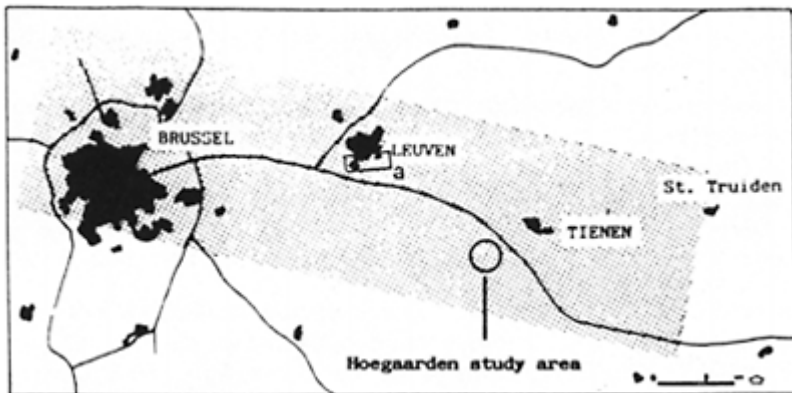 BRUSSEL
LEUVEN
a
St. Truiden
TIENEN
Hoegaarden study area